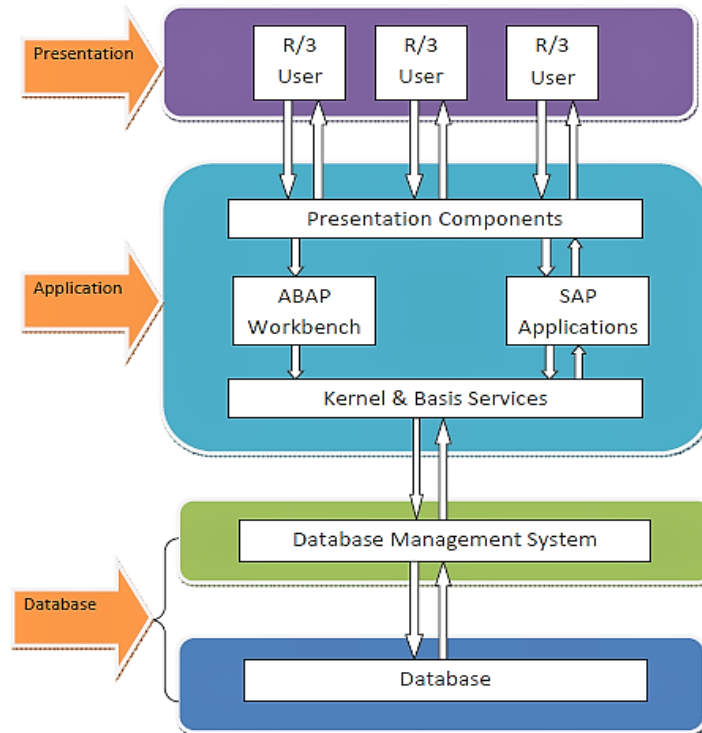 Presentation
R/3
User
R/3
User
R/3
User
Presentation Components
Application
ABAP
Workbench
SAP
Applications
Kernel & Basis Services
Database Management System
Database
Database